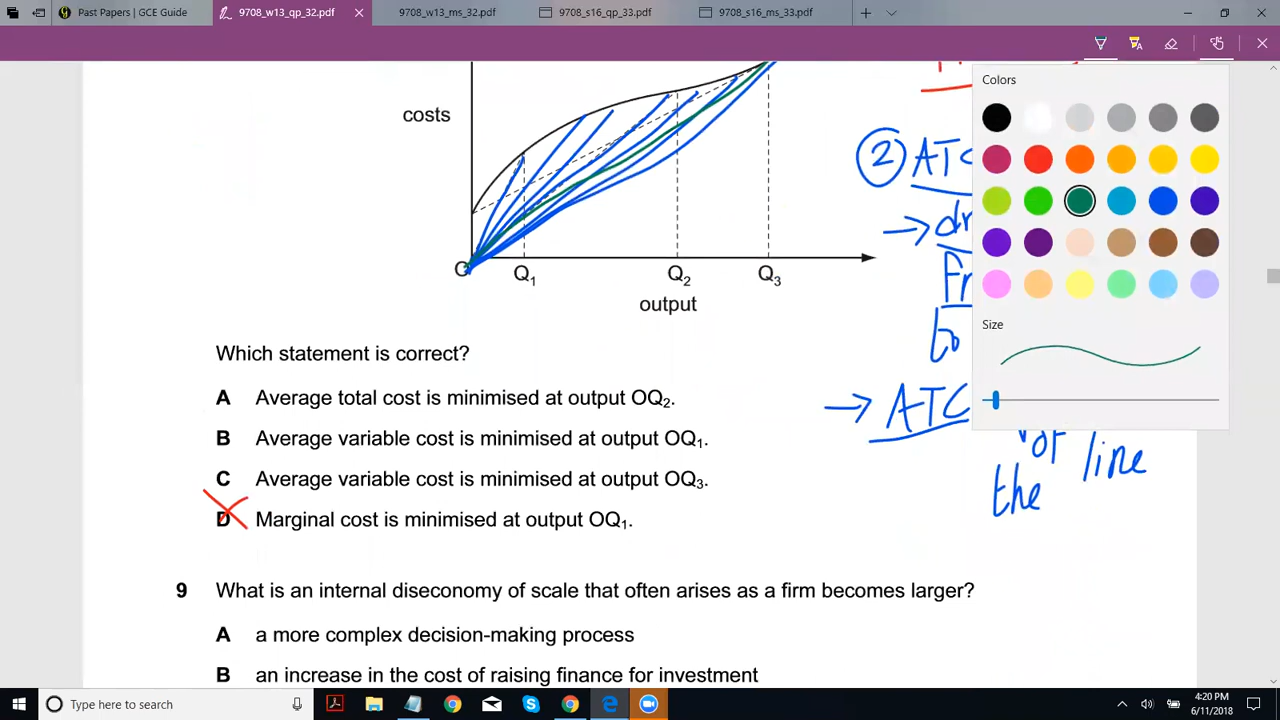 Past Papers | GCE Guide
9708_w13_qp_32.pdf
9708_w13_ms_32.pdf
9708_s16_qp_33.pdf
9708_s16_ms_33.pdf
Colors
costs
② ATC
O
Q1
Q2
Q3
output
Size
Which statement is correct?
→ ATC
A Average total cost is minimised at output OQ2.
B Average variable cost is minimised at output OQ1.
of line
C Average variable cost is minimised at output OQ3.
the
D Marginal cost is minimised at output OQ1.
9 What is an internal diseconomy of scale that often arises as a firm becomes larger?
A a more complex decision-making process
B an increase in the cost of raising finance for investment
Type here to search
4:20 PM
6/11/2018